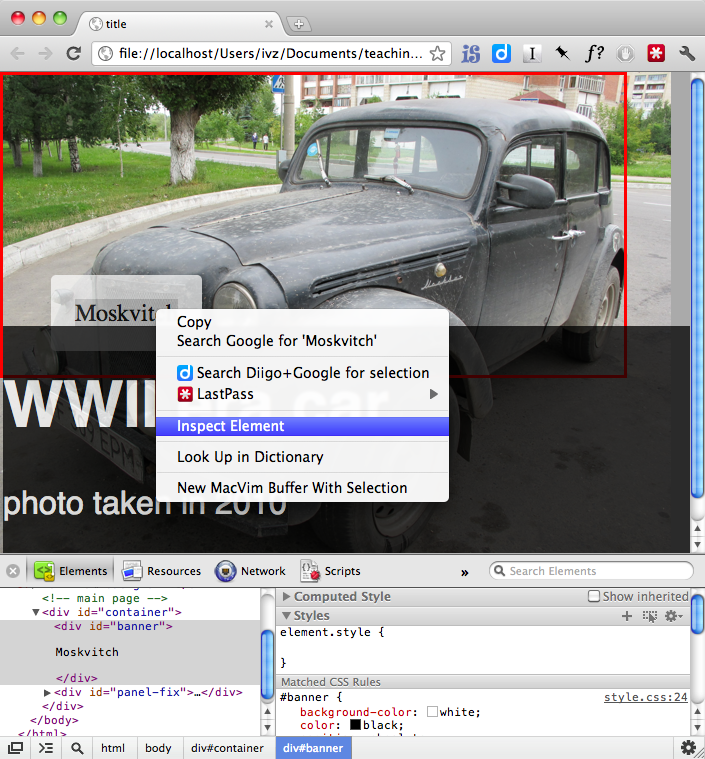 title
file://localhost/Users/ivz/Documents/teachin...
iS
d
I
f?
Moskvitch
Copy
Search Google for 'Moskvitch'
Search Diigo+Google for selection
LastPass
Inspect Element
Look Up in Dictionary
New MacVim Buffer With Selection
WWII era car
photo taken in 2010
Elements
Resources
Network
Scripts
»
Search Elements
<!-- main page -->
▼<div id="container">
<div id="banner">
Moskvitch
</div>
▶<div id="panel-fix">…</div>
</div>
</body>
</html>
▶ Computed Style
Show inherited
▼ Styles
element.style {
}
Matched CSS Rules
#banner {
style.css:24
background-color: white;
color: black;
html
body
div#container
div#banner